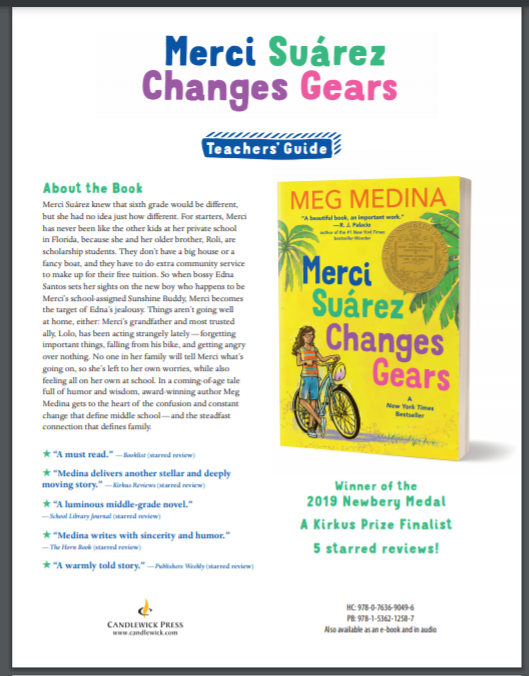 Merci Suárez
Changes Gears
Teachers' Guide
About the Book
Merci Suárez knew that sixth grade would be different,
but she had no idea just how different. For starters, Merci
has never been like the other kids at her private school
in Florida, because she and her older brother, Roli, are
scholarship students. They don't have a big house or a
fancy boat, and they have to do extra community service
to make up for their free tuition. So when bossy Edna
Santos sets her sights on the new boy who happens to be
Merci's school-assigned Sunshine Buddy, Merci becomes
the target of Edna's jealousy. Things aren't going well
at home, either: Merci's grandfather and most trusted
ally, Lolo, has been acting strangely lately—forgetting
important things, falling from his bike, and getting angry
over nothing. No one in her family will tell Merci what's
going on, so she's left to her own worries, while also
feeling all on her own at school. In a coming-of-age tale
full of humor and wisdom, award-winning author Meg
Medina gets to the heart of the confusion and constant
change that define middle school—and the steadfast
connection that defines family.
★ "A must read." —Booklist (starred review)
★ "Medina delivers another stellar and deeply
moving story." —Kirkus Reviews (starred review)
★ "A luminous middle-grade novel."
—School Library Journal (starred review)
★ "Medina writes with sincerity and humor."
—The Horn Book (starred review)
★ "A warmly told story." —Publishers Weekly (starred review)
CANDLEWICK PRESS
www.candlewick.com
MEG MEDINA
"A beautiful book, an important work."
—R. J. Palacio
author of the #1 New York Times
bestseller Wonder
Merci
Suárez
Changes
Gears
A
New York Times
Bestseller
Winner of the
2019 Newbery Medal
A Kirkus Prize Finalist
5 starred reviews!
HC: 978-0-7636-9049-6
PB: 978-1-5362-1258-7
Also available as an e-book and in audio